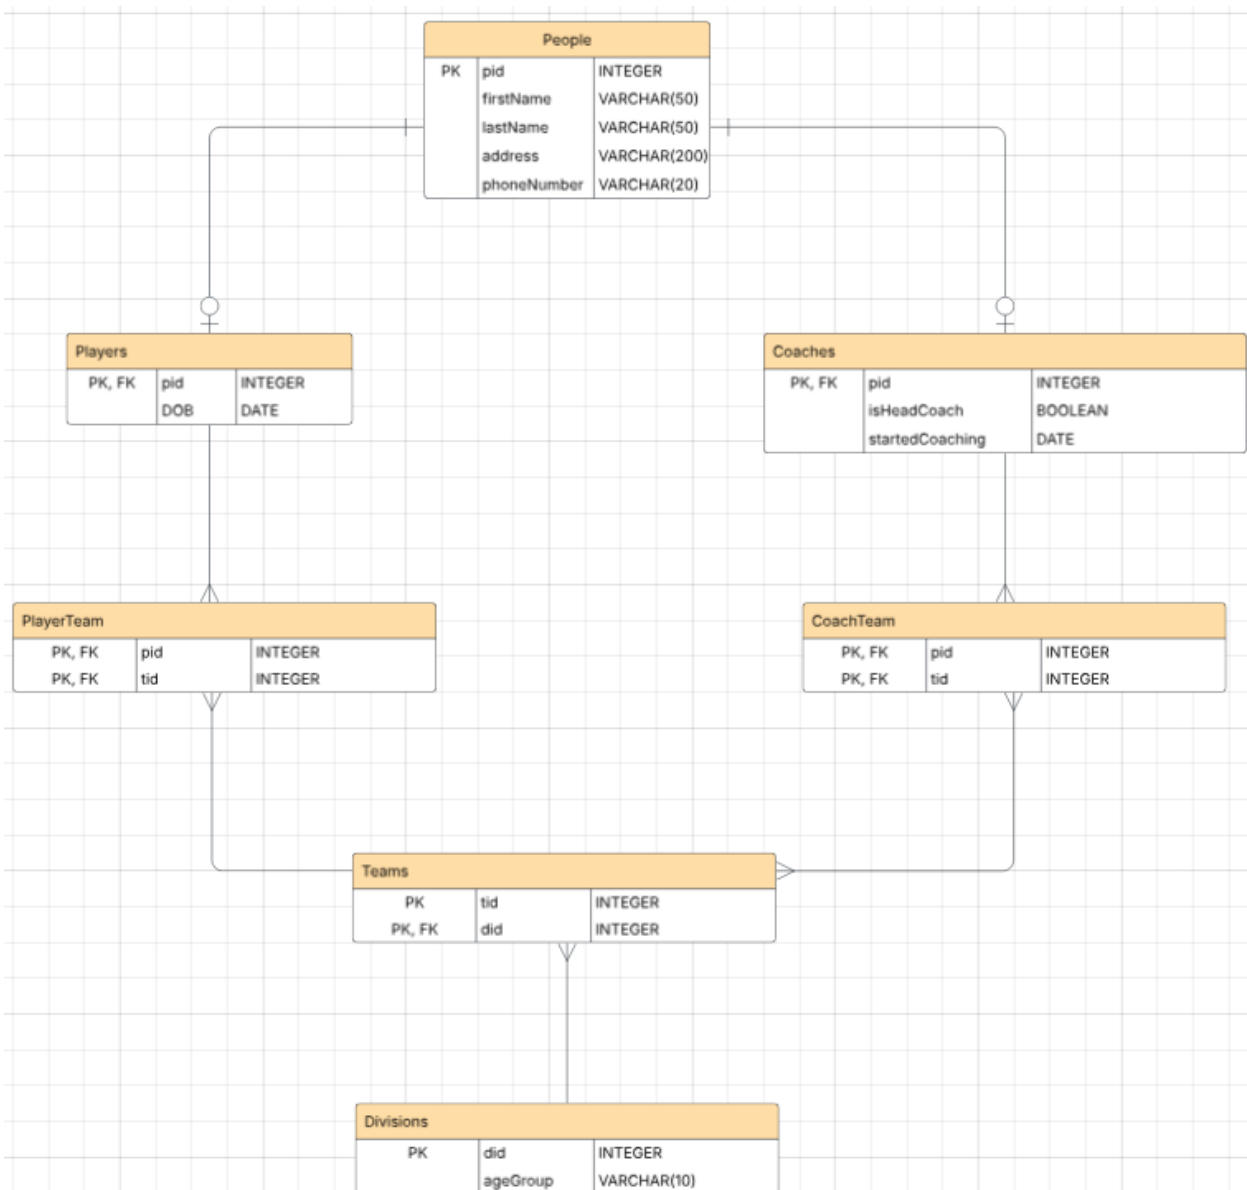 People
PK pid INTEGER
firstName VARCHAR(50)
lastName VARCHAR(50)
address VARCHAR(200)
phoneNumber VARCHAR(20)
Players
PK, FK pid INTEGER
DOB DATE
Coaches
PK, FK pid INTEGER
isHeadCoach BOOLEAN
startedCoaching DATE
PlayerTeam
PK, FK pid INTEGER
PK, FK tid INTEGER
CoachTeam
PK, FK pid INTEGER
PK, FK tid INTEGER
Teams
PK tid INTEGER
PK, FK did INTEGER
Divisions
PK did INTEGER
ageGroup VARCHAR(10)